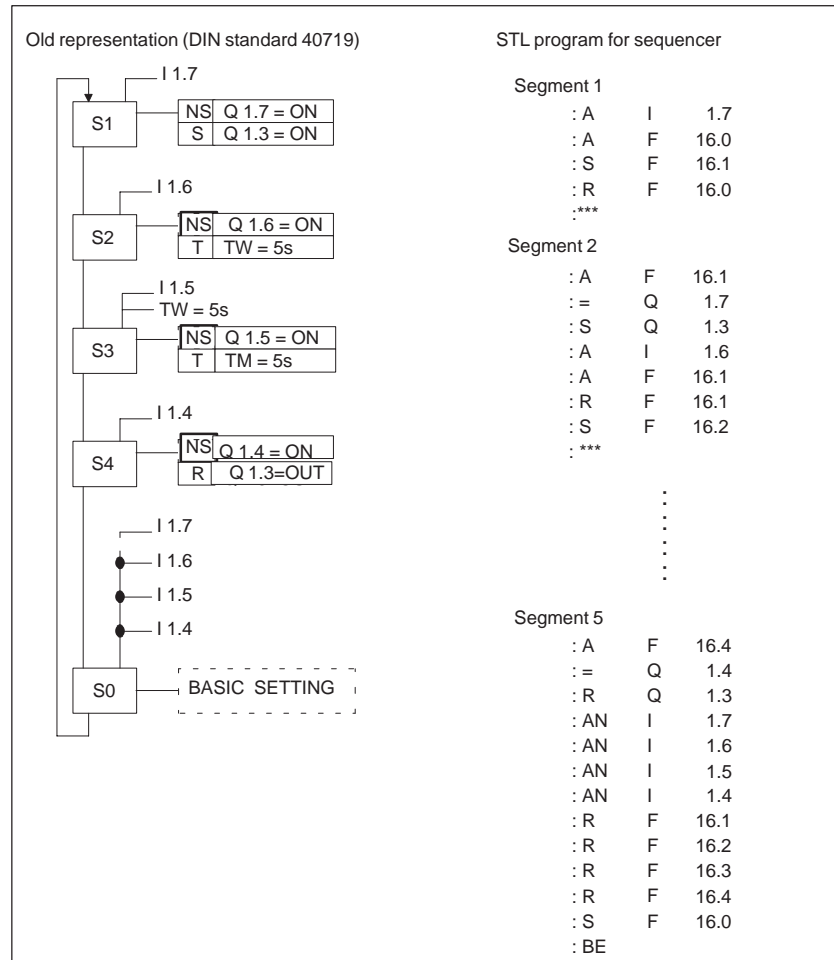 Old representation (DIN standard 40719)
I 1.7
S1
NS Q 1.7 = ON
S Q 1.3 = ON
I 1.6
S2
NS Q 1.6 = ON
T TW = 5s
I 1.5
TW = 5s
S3
NS Q 1.5 = ON
T TM = 5s
I 1.4
S4
NS Q 1.4 = ON
R Q 1.3=OUT
I 1.7
I 1.6
I 1.5
I 1.4
S0
BASIC SETTING
STL program for sequencer
Segment 1
: A I 1.7
: A F 16.0
: S F 16.1
: R F 16.0
:***
Segment 2
: A F 16.1
: = Q 1.7
: S Q 1.3
: A I 1.6
: A F 16.1
: R F 16.1
: S F 16.2
: ***
Segment 5
: A F 16.4
: = Q 1.4
: R Q 1.3
: AN I 1.7
: AN I 1.6
: AN I 1.5
: AN I 1.4
: R F 16.1
: R F 16.2
: R F 16.3
: R F 16.4
: S F 16.0
: BE